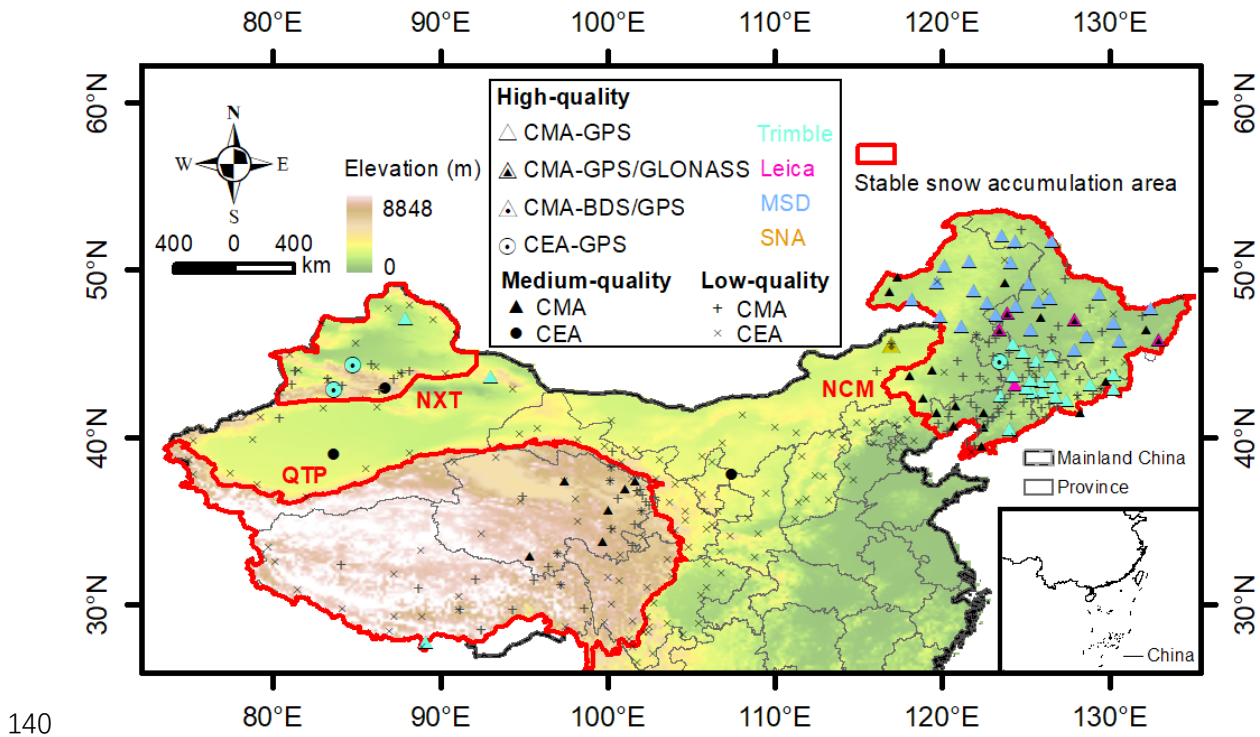 80°E 90°E 100°E 110°E 120°E 130°E
60°N 60°N
50°N 50°N
40°N 40°N
30°N 30°N
N
W E
S
400 0 400
km
Elevation (m)
8848
0
High-quality
CMA-GPS
CMA-GPS/GLONASS
CMA-BDS/GPS
CEA-GPS
Trimble
Leica
MSD
SNA
Medium-quality Low-quality
CMA CMA
CEA CEA
Stable snow accumulation area
NXT
NCM
QTP
Mainland China
Province
China
80°E 90°E 100°E 110°E 120°E 130°E
140